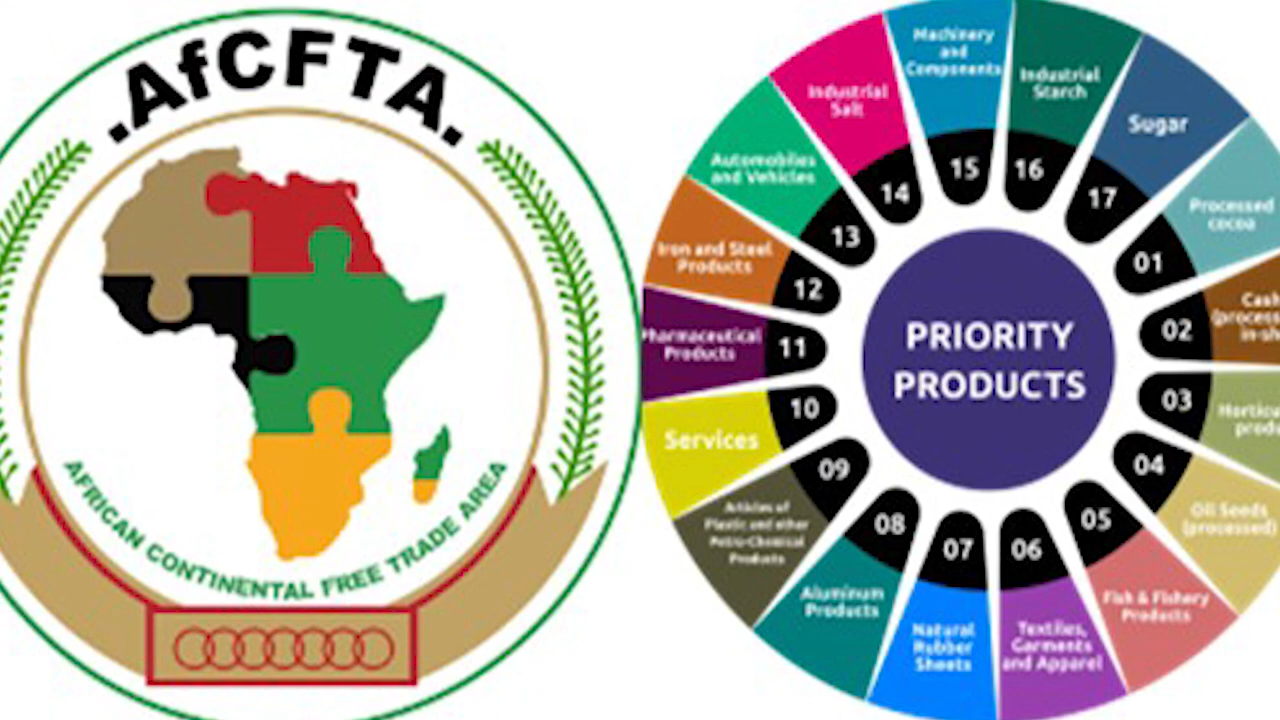 .AfCFTA.
AFRICAN CONTINENTAL FREE TRADE AREA
PRIORITY
PRODUCTS
01
Processed
cocoa
02
03
04
Oil Seeds
(processed)
05
Fish & Fishery
Products
06
Textiles,
Garments
and Apparel
07
Natural
Rubber
Sheets
08
Aluminum
Products
09
Articles of
Plastic and other
Petro-Chemical
Products
10
Services
11
Pharmaceutical
Products
12
Iron and Steel
Products
13
Automobiles
and Vehicles
14
Industrial
Salt
15
Machinery
and
Components
16
Industrial
Starch
17
Sugar